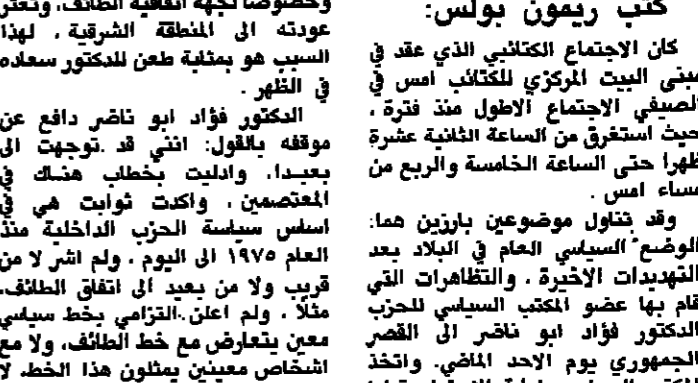 كتب ريمون بولس:
كان الاجتماع الكتائبي الذي عقد في
مبنى البيت المركزي للكتائب امس في
الصيفي الاجتماع الاطول منذ فترة ،
حيث استغرق من الساعة الثانية عشرة
ظهرا حتى الساعة الخامسة والربع من
مساء امس .
وقد تناول موضوعين بارزين هما:
الوضع السياسي العام في البلاد بعد
التهديدات الاخيرة ، والتظاهرات التي
قام بها عضو المكتب السياسي للحزب
الدكتور فؤاد ابو ناضر الى القصر
الجمهوري يوم الاحد الماضي. واتخذ
وخصوصا لجهة اتفاقية الطائف، وتعتبر
عودته الى المنطقة الشرقية ، لهذا
السبب هو بمثابة طعن للدكتور سعاده
في الظهر .
الدكتور فؤاد ابو ناضر دافع عن
موقفه بالقول: انني قد توجهت الى
بعبدا، وادليت بخطاب هناك في
المعتصمين ، واكدت ثوابت هي في
اساس سياسة الحزب الداخلية منذ
العام ١٩٧٥ الى اليوم ، ولم اشر لا من
قريب ولا من بعيد الى اتفاق الطائف،
مثلاً ، ولم اعلن التزامي بخط سياسي
معين يتعارض مع خط الطائف، ولا مع
اشخاص معينين يمثلون هذا الخط، لا